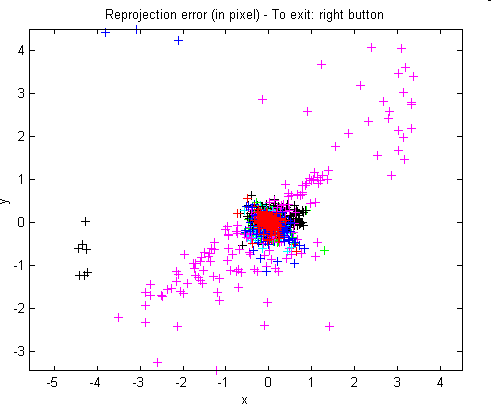 Reprojection error (in pixel) - To exit: right button
4
3
2
1
0
-1
-2
-3
y
-5 -4 -3 -2 -1 0 1 2 3 4
x